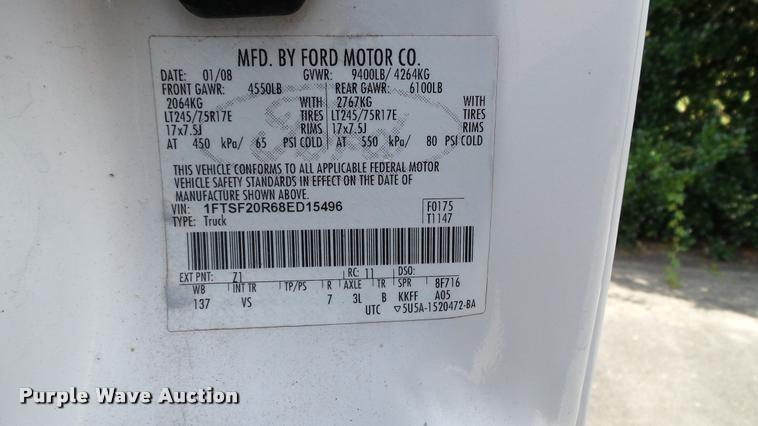 MFD. BY FORD MOTOR CO.
DATE: 01/08 GVWR: 9400LB/ 4264KG
FRONT GAWR: 4550LB REAR GAWR: 6100LB
2064KG WITH 2767KG WITH
LT245/75R17E TIRES LT245/75R17E TIRES
17x7.5J RIMS 17x7.5J RIMS
AT 450 kPa/ 65 PSI COLD AT 550 kPa/ 80 PSI COLD
Ford
THIS VEHICLE CONFORMS TO ALL APPLICABLE FEDERAL MOTOR
VEHICLE SAFETY STANDARDS IN EFFECT ON THE DATE OF
MANUFACTURE SHOWN ABOVE.
VIN: 1FTSF20R68ED15496 F0175
TYPE: Truck T1147
EXT PNT: Z1 RC: 11 DSO:
WB INT TR TP/PS R AXLE TR SPR 8F716
137 VS 7 3L B KKFF A05
UTC ▽5U5A-1520472-BA
Purple Wave Auction